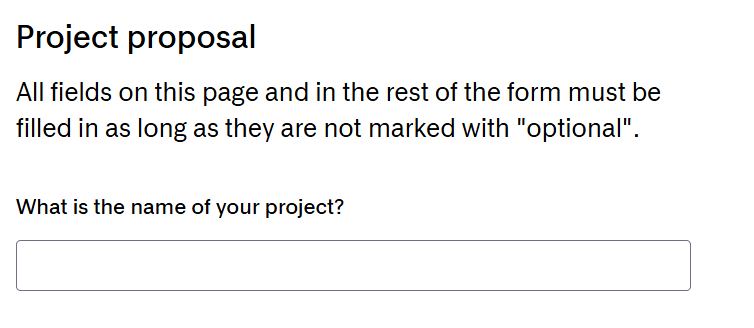 Project proposal
All fields on this page and in the rest of the form must be
filled in as long as they are not marked with "optional".
What is the name of your project?